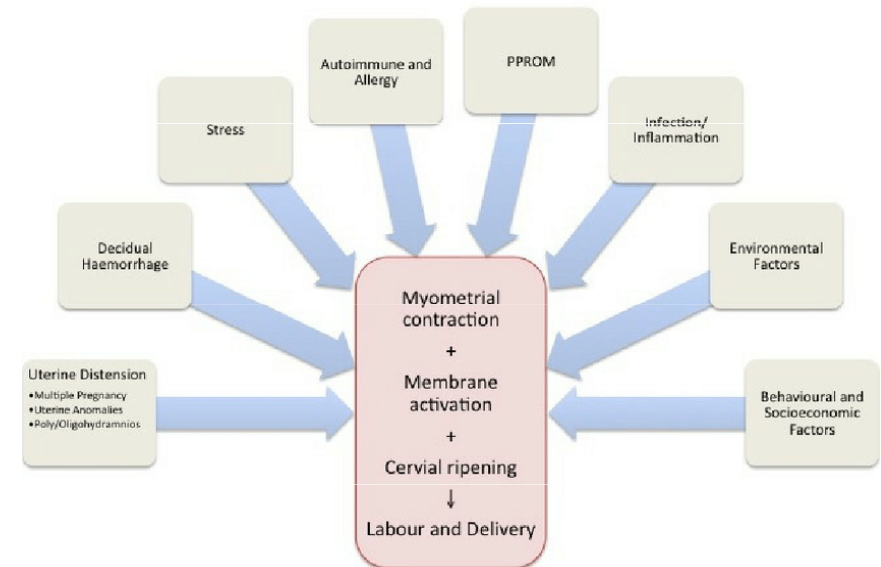 Autoimmune and
Allergy
PPROM
Stress
Infection/
Inflammation
Decidual
Haemorrhage
Environmental
Factors
Uterine Distension
•Multiple Pregnancy
•Uterine Anomalies
•Poly/Oligohydramnios
Behavioural and
Socioeconomic
Factors
Myometrial
contraction
+
Membrane
activation
+
Cervial ripening
↓
Labour and Delivery